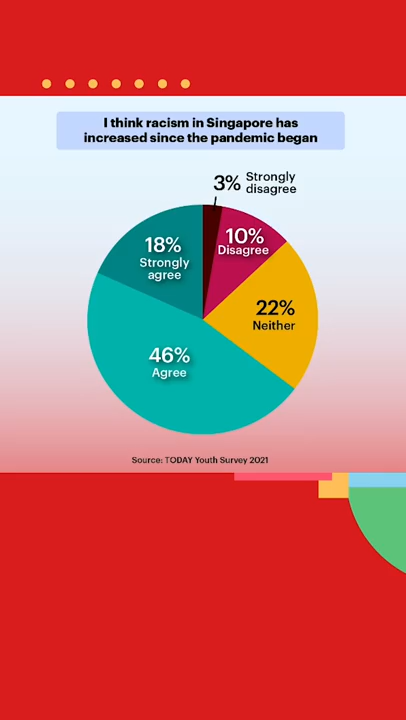 I think racism in Singapore has
increased since the pandemic began
3% Strongly
disagree
10%
Disagree
18%
Strongly
agree
22%
Neither
46%
Agree
Source: TODAY Youth Survey 2021